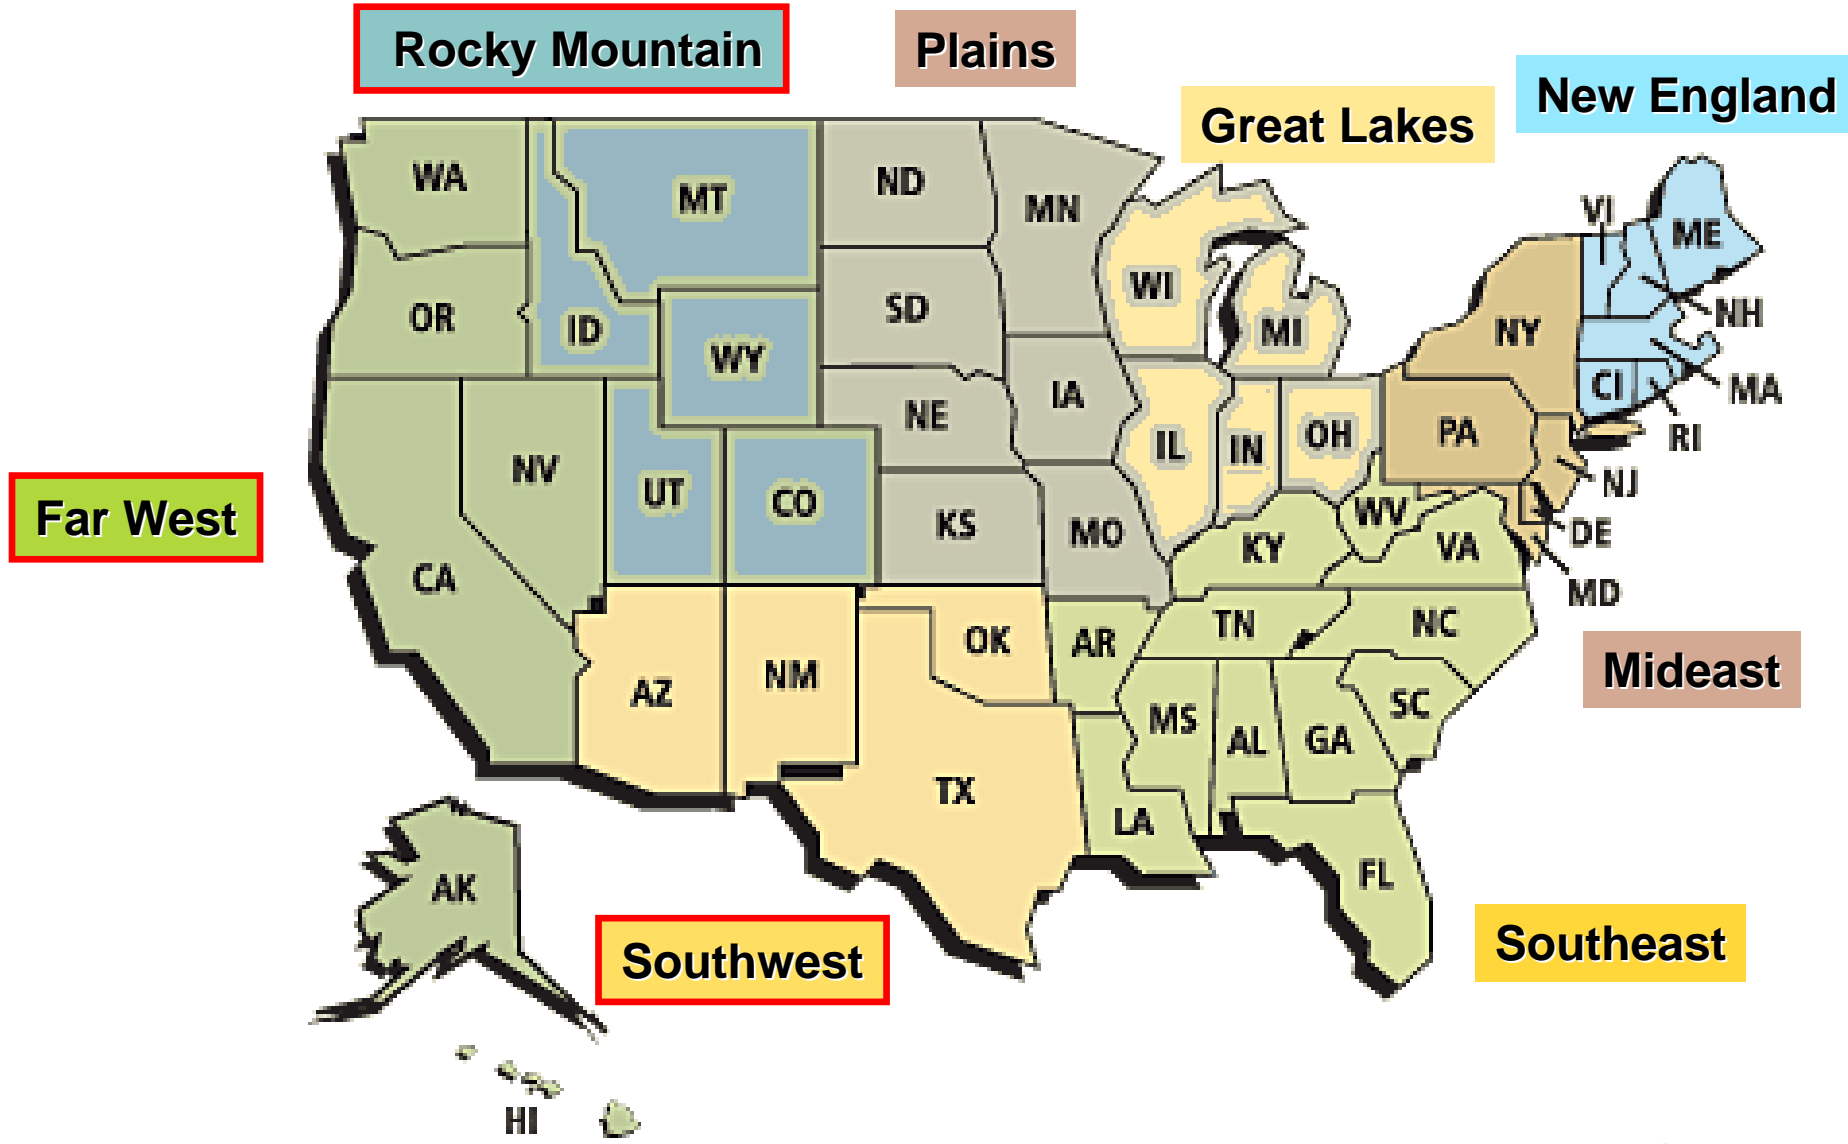 Rocky Mountain
Plains
New England
Great Lakes
Far West
Mideast
Southwest
Southeast
WA
MT
ND
MN
VI
ME
OR
ID
WY
SD
WI
MI
NY
NH
MA
CI
RI
NV
UT
CO
NE
IA
IL
IN
OH
PA
NJ
CA
KS
MO
KY
WV
VA
DE
MD
AZ
NM
OK
AR
TN
NC
TX
MS
AL
GA
SC
LA
FL
AK
HI